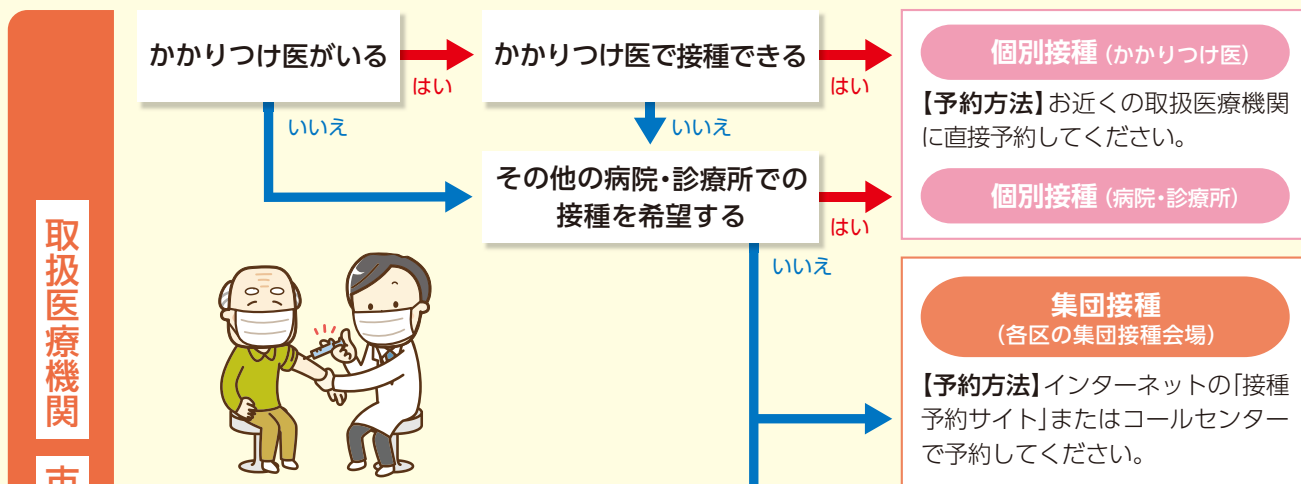 かかりつけ医がいる
はい
かかりつけ医で接種できる
はい
個別接種（かかりつけ医）
【予約方法】お近くの取扱医療機関
に直接予約してください。
個別接種（病院・診療所）
いいえ
いいえ
その他の病院・診療所での
接種を希望する
はい
いいえ
集団接種
（各区の集団接種会場）
【予約方法】インターネットの「接種
予約サイト」またはコールセンター
で予約してください。
取扱医療機関